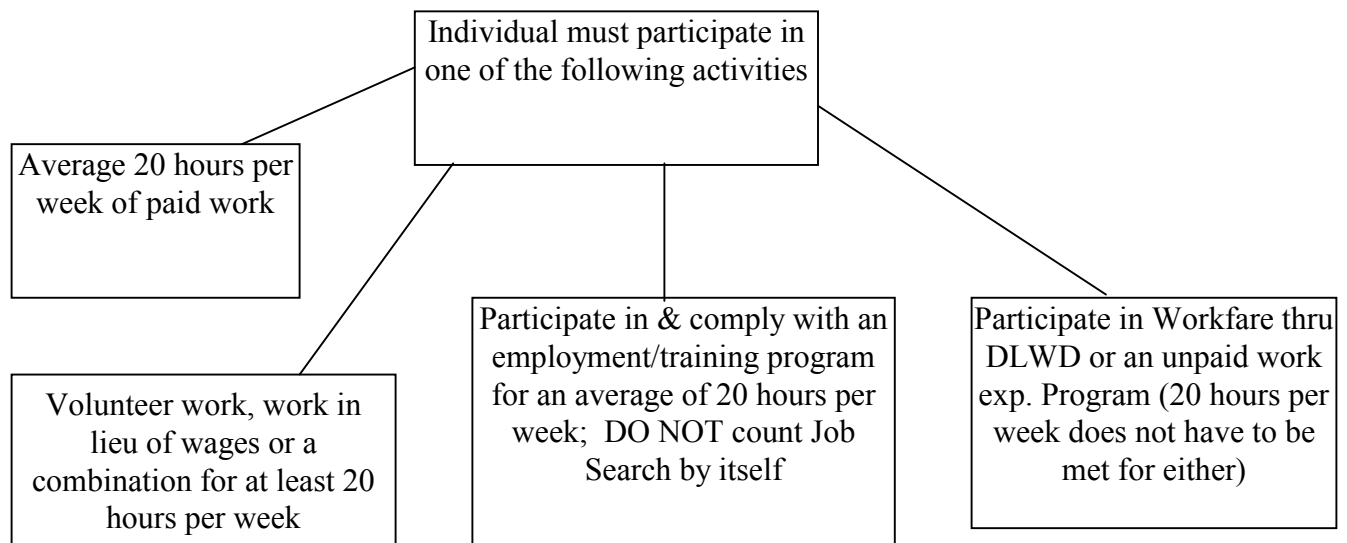 Individual must participate in
one of the following activities
Average 20 hours per
week of paid work
Volunteer work, work in
lieu of wages or a
combination for at least 20
hours per week
Participate in & comply with an
employment/training program
for an average of 20 hours per
week;  DO NOT count Job
Search by itself
Participate in Workfare thru
DLWD or an unpaid work
exp. Program (20 hours per
week does not have to be
met for either)